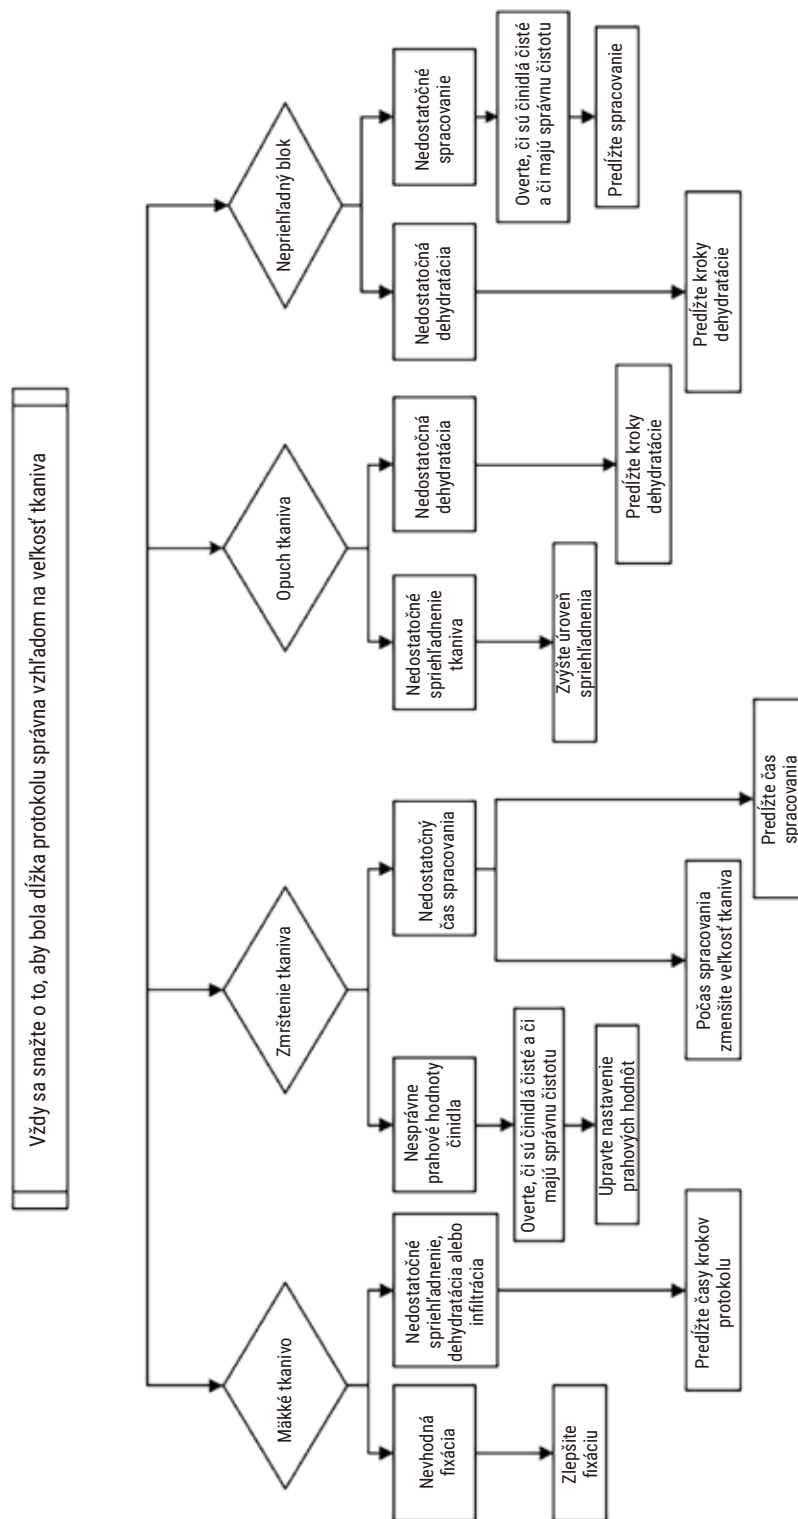 Vždy sa snažte o to, aby bola dĺžka protokolu správna vzhľadom na veľkosť tkaniva
Mäkké tkanivo
Zmrštenie tkaniva
Opuch tkaniva
Nepriehľadný blok
Nevhodná
fixácia
Nedostatočné
spriehľadnenie,
dehydratácia alebo
infiltrácia
Nesprávne
prahové hodnoty
činidla
Nedostatočný
čas spracovania
Nedostatočné
spriehľadnenie
tkaniva
Nedostatočná
dehydratácia
Nedostatočná
dehydratácia
Nedostatočné
spracovanie
Zlepšite
fixáciu
Predĺžte časy krokov
protokolu
Overte, či sú činidlá čisté a či
majú správnu čistotu
Upravte nastavenie
prahových hodnôt
Počas spracovania
zmenšite veľkosť tkaniva
Predĺžte čas
spracovania
Zvýšte úroveň
spriehľadnenia
Predĺžte kroky
dehydratácie
Predĺžte kroky
dehydratácie
Overte, či sú činidlá čisté
a či majú správnu čistotu
Predĺžte spracovanie